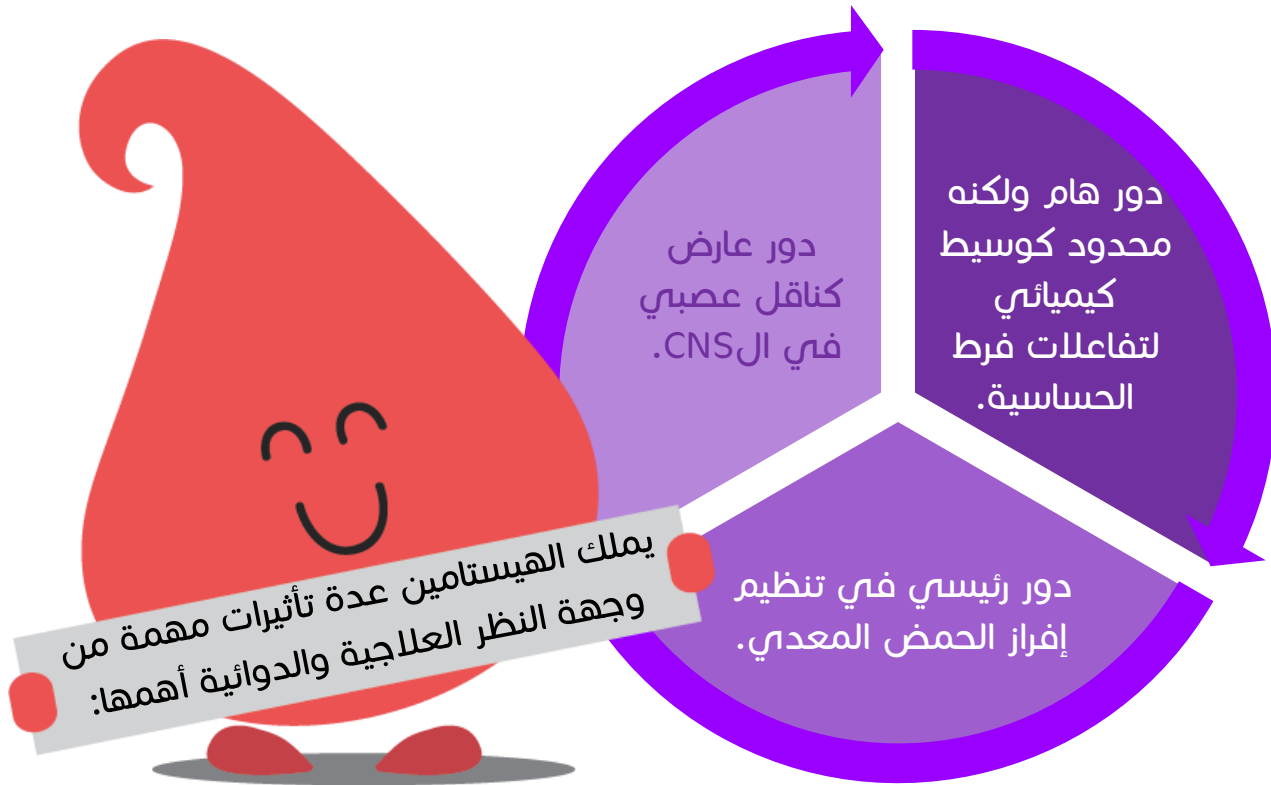 يملك الهيستامين عدة تأثيرات مهمة من
وجهة النظر العلاجية والدوائية أهمها:
دور هام ولكنه
محدود كوسيط
كيميائي
لتفاعلات فرط
الحساسية.
دور رئيسي في تنظيم
إفراز الحمض المعدي.
دور عارض
كناقل عصبي
في الCNS.